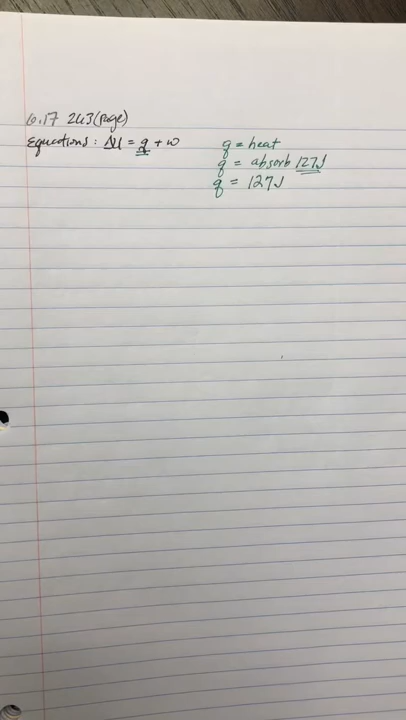 6.17 243 (page)
Equations: ΔU = q + w
q = heat
q = absorb 127J
q = 127J